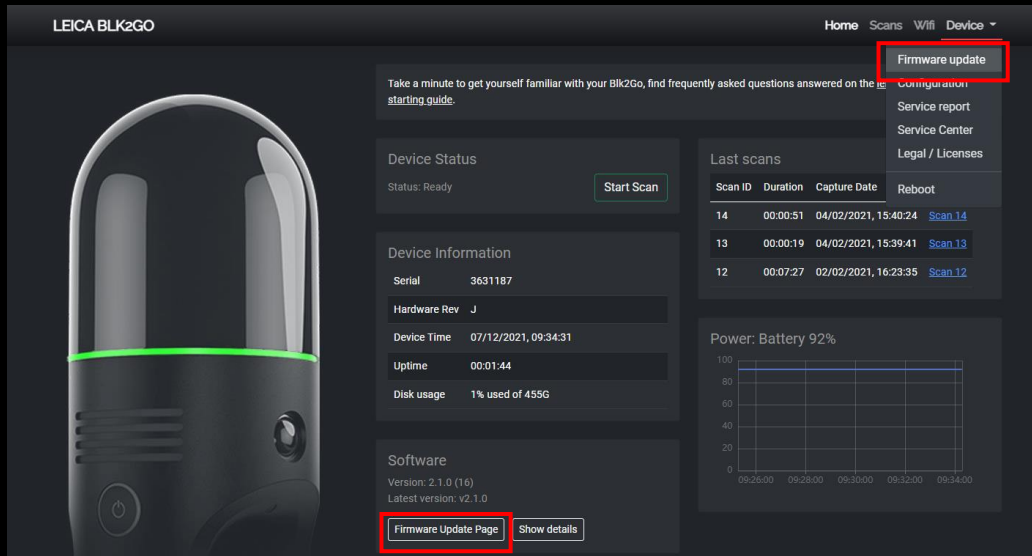 LEICA BLK2GO
Home Scans Wifi Device
Firmware update
Configuration
Service report
Service Center
Legal / Licenses
Reboot
Take a minute to get yourself familiar with your Blk2Go, find frequently asked questions answered on the
starting guide.
Device Status
Status: Ready
Start Scan
Device Information
Serial 3631187
Hardware Rev J
Device Time 07/12/2021, 09:34:31
Uptime 00:01:44
Disk usage 1% used of 455G
Software
Version: 2.1.0 (16)
Latest version: v2.1.0
Firmware Update Page Show details
Last scans
Scan ID Duration Capture Date
14 00:00:51 04/02/2021, 15:40:24 Scan 14
13 00:00:19 04/02/2021, 15:39:41 Scan 13
12 00:07:27 02/02/2021, 16:23:35 Scan 12
Power: Battery 92%
100
80
60
40
20
0
09:26:00 09:28:00 09:30:00 09:32:00 09:34:00